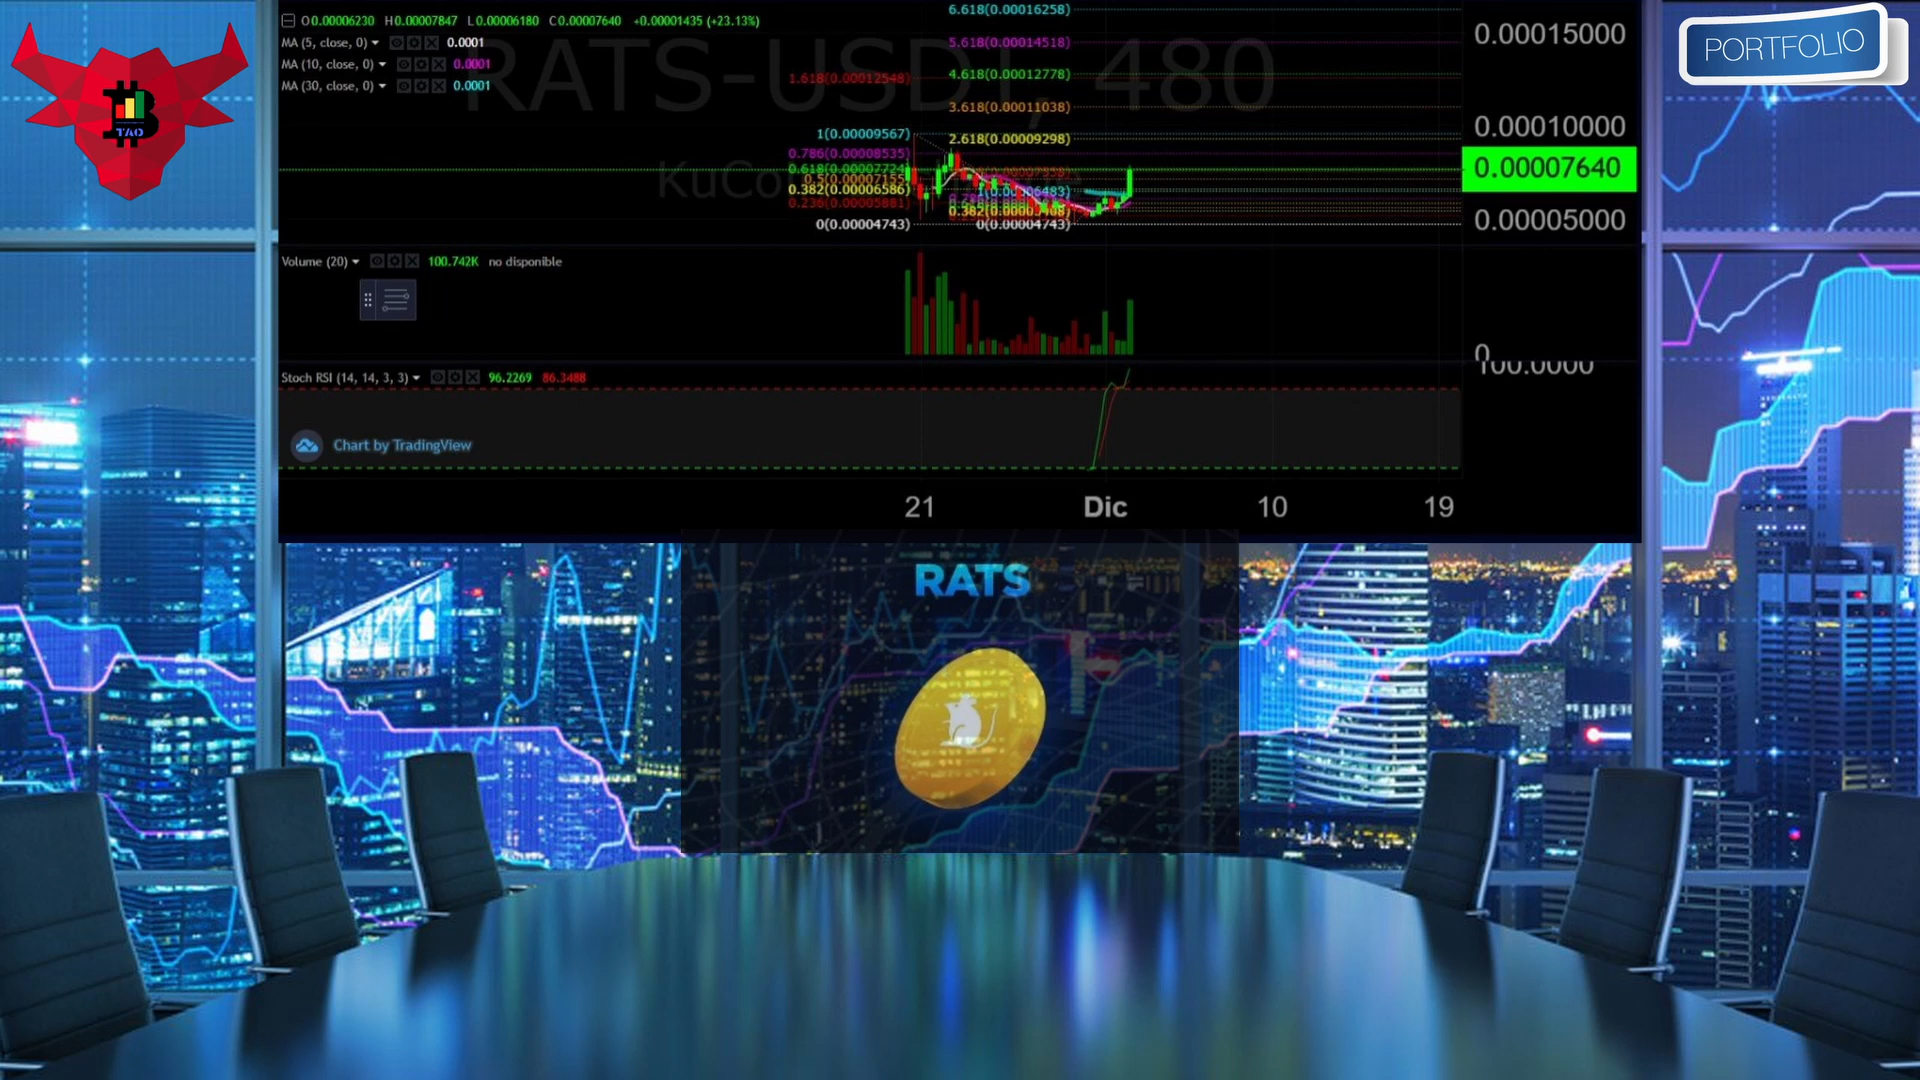 O0.00006230 H0.00007847 L0.00006180 C0.00007640 +0.00001435 (+23.13%)
MA (5, close, 0) 0.0001
MA (10, close, 0) 0.0001
MA (30, close, 0) 0.0001
RATS-USDT, 480
TAO
PORTFOLIO
6.618(0.00016258)
5.618(0.00014518)
4.618(0.00012778)
1.618(0.00012548)
3.618(0.00011038)
1(0.00009567)
2.618(0.00009298)
0.786(0.00008535)
0.618(0.00007724)
0.5(0.00007155)
0.382(0.00006586)
1(0.00006483)
0.236(0.00005881)
0(0.00004743)
0(0.00004743)
0.00015000
0.00010000
0.00007640
0.00005000
0
100.0000
Volume (20) 100.742K no disponible
Stoch RSI (14, 14, 3, 3) 96.2269 86.3488
Chart by TradingView
21 Dic 10 19
RATS